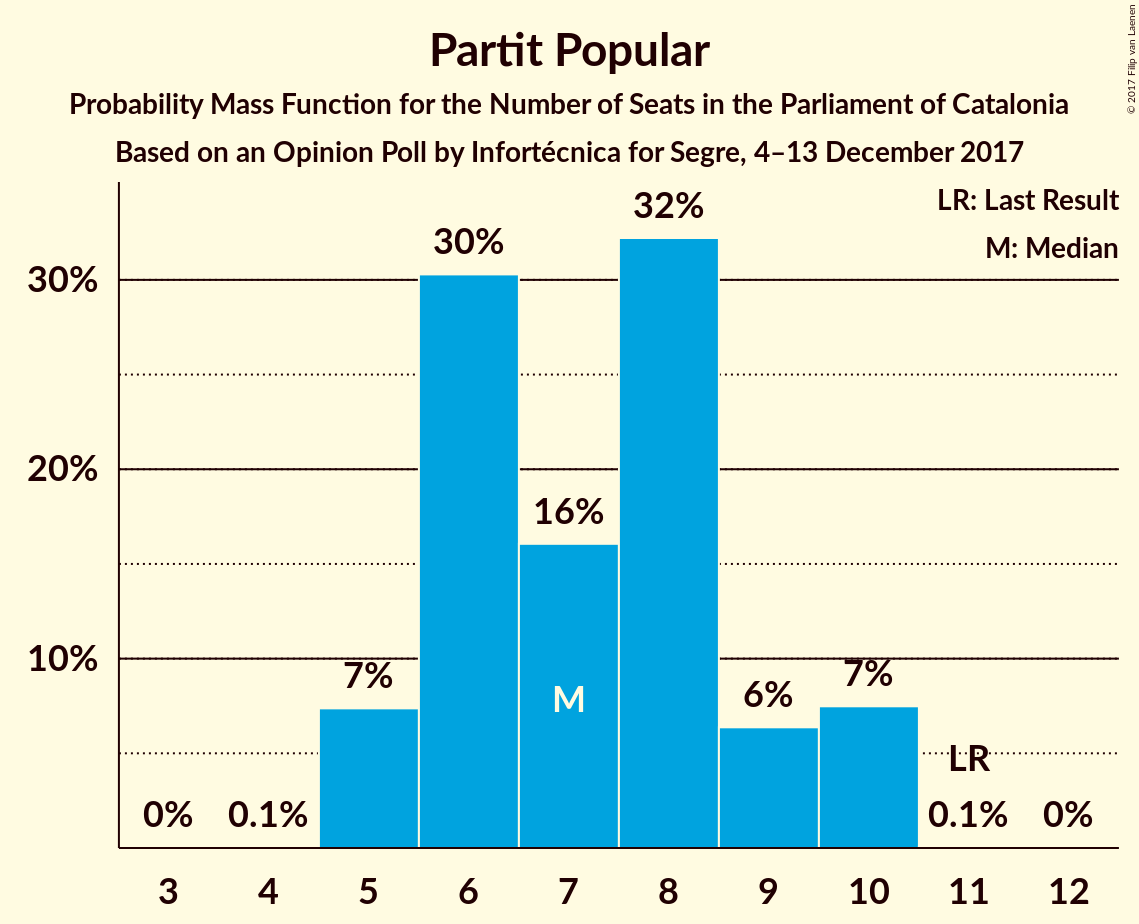 Partit Popular
Probability Mass Function for the Number of Seats in the Parliament of Catalonia
Based on an Opinion Poll by Infortécnica for Segre, 4–13 December 2017
© 2017 Filip van Laenen
LR: Last Result
M: Median
32%
30%
30%
20%
16%
10%
7%
7%
6%
M
LR
0%
0.1%
0.1%
0%
3 4 5 6 7 8 9 10 11 12